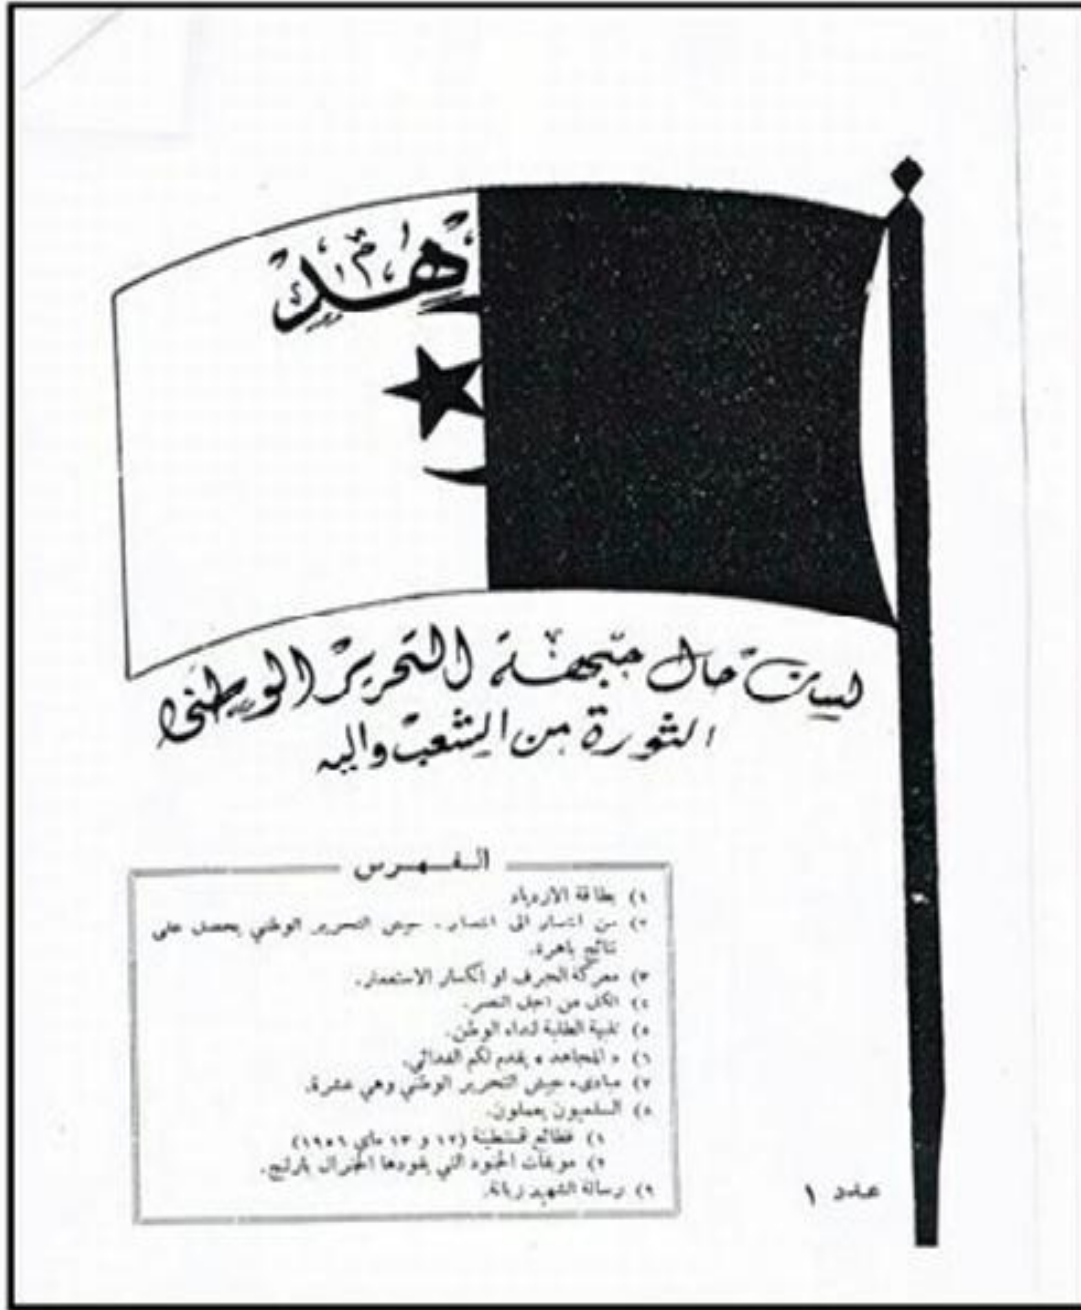 هد
لسان حال جبهة التحرير الوطني
الثورة من الشعب واليه
الفهرس
١) بطاقة الازدياد
٢) من انتصار الى انتصار . جيش التحرير الوطني يحصل على
نتائج باهرة.
٣) معركة الجرف او انكسار الاستعمار.
٤) الكل من اجل النصر.
٥) تلبية الطلبة لنداء الوطن.
٦) « المجاهد » يقدم لكم الفدائي.
٧) مبادىء جيش التحرير الوطني وهي عشرة.
٨) السلميون يعملون.
١) فظائع قسنطينة (١٢ و ١٣ ماي ١٩٥٦)
٢) موبقات الجنود التي يقودها الجنرال
٩) رسالة الشهيد زبانة.
عدد ١